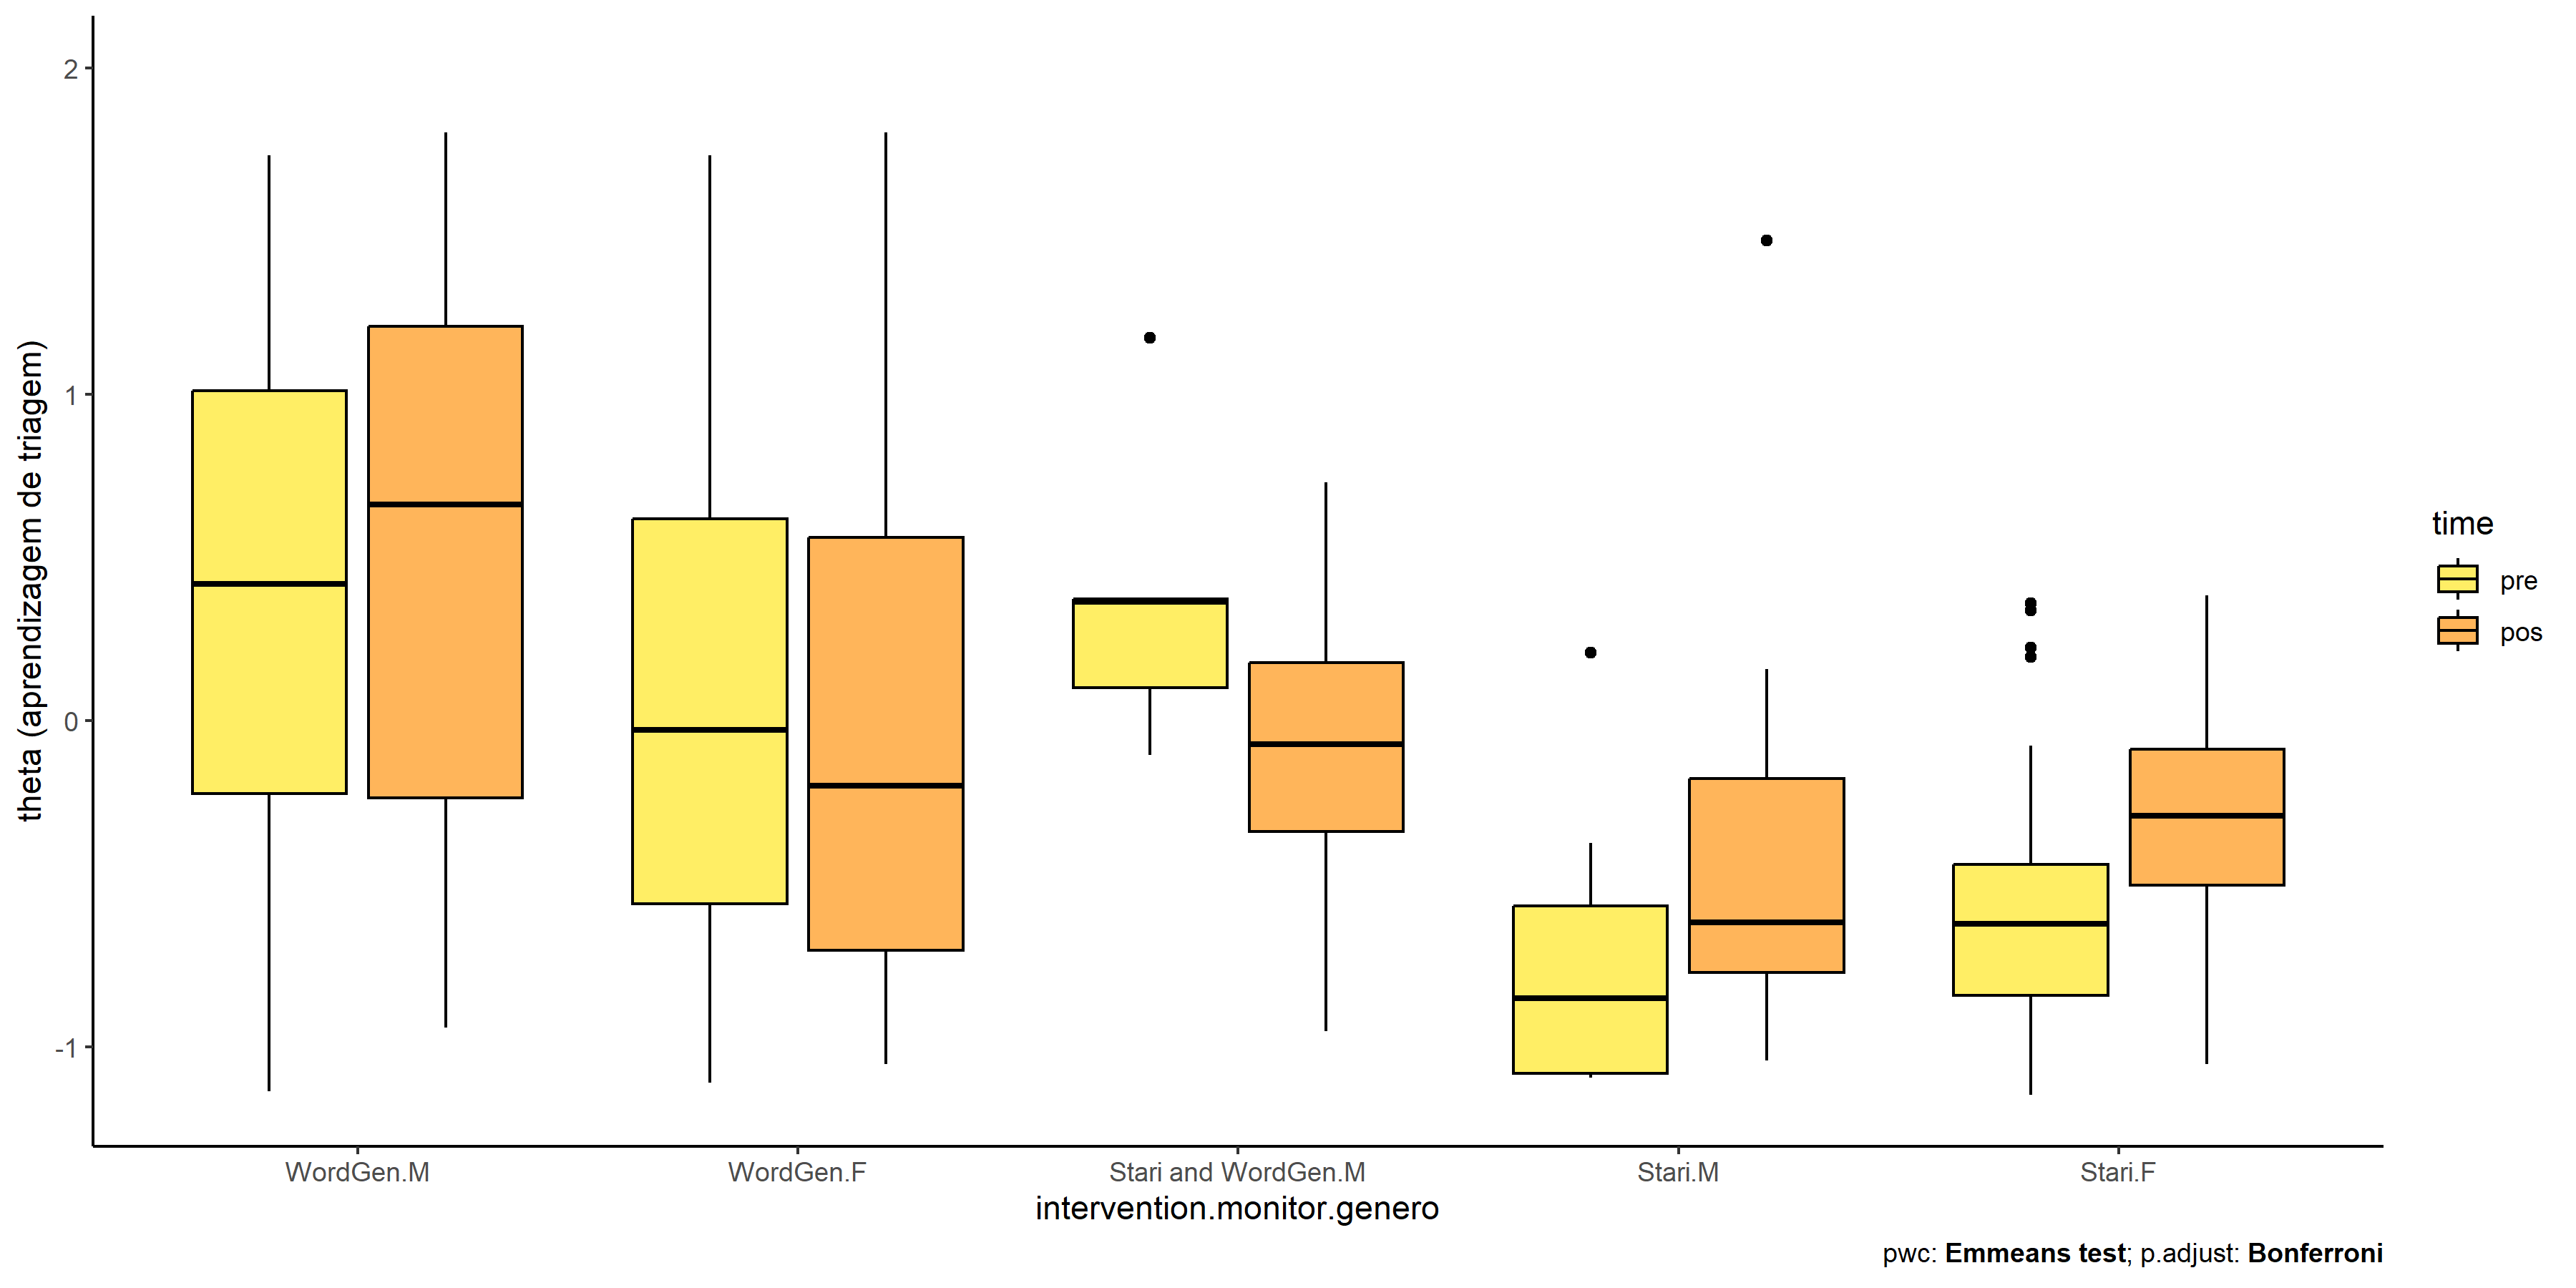 2
1
0
-1
theta (aprendizagem de triagem)
WordGen.M
WordGen.F
Stari and WordGen.M
Stari.M
Stari.F
intervention.monitor.genero
time
pre
pos
pwc: Emmeans test; p.adjust: Bonferroni